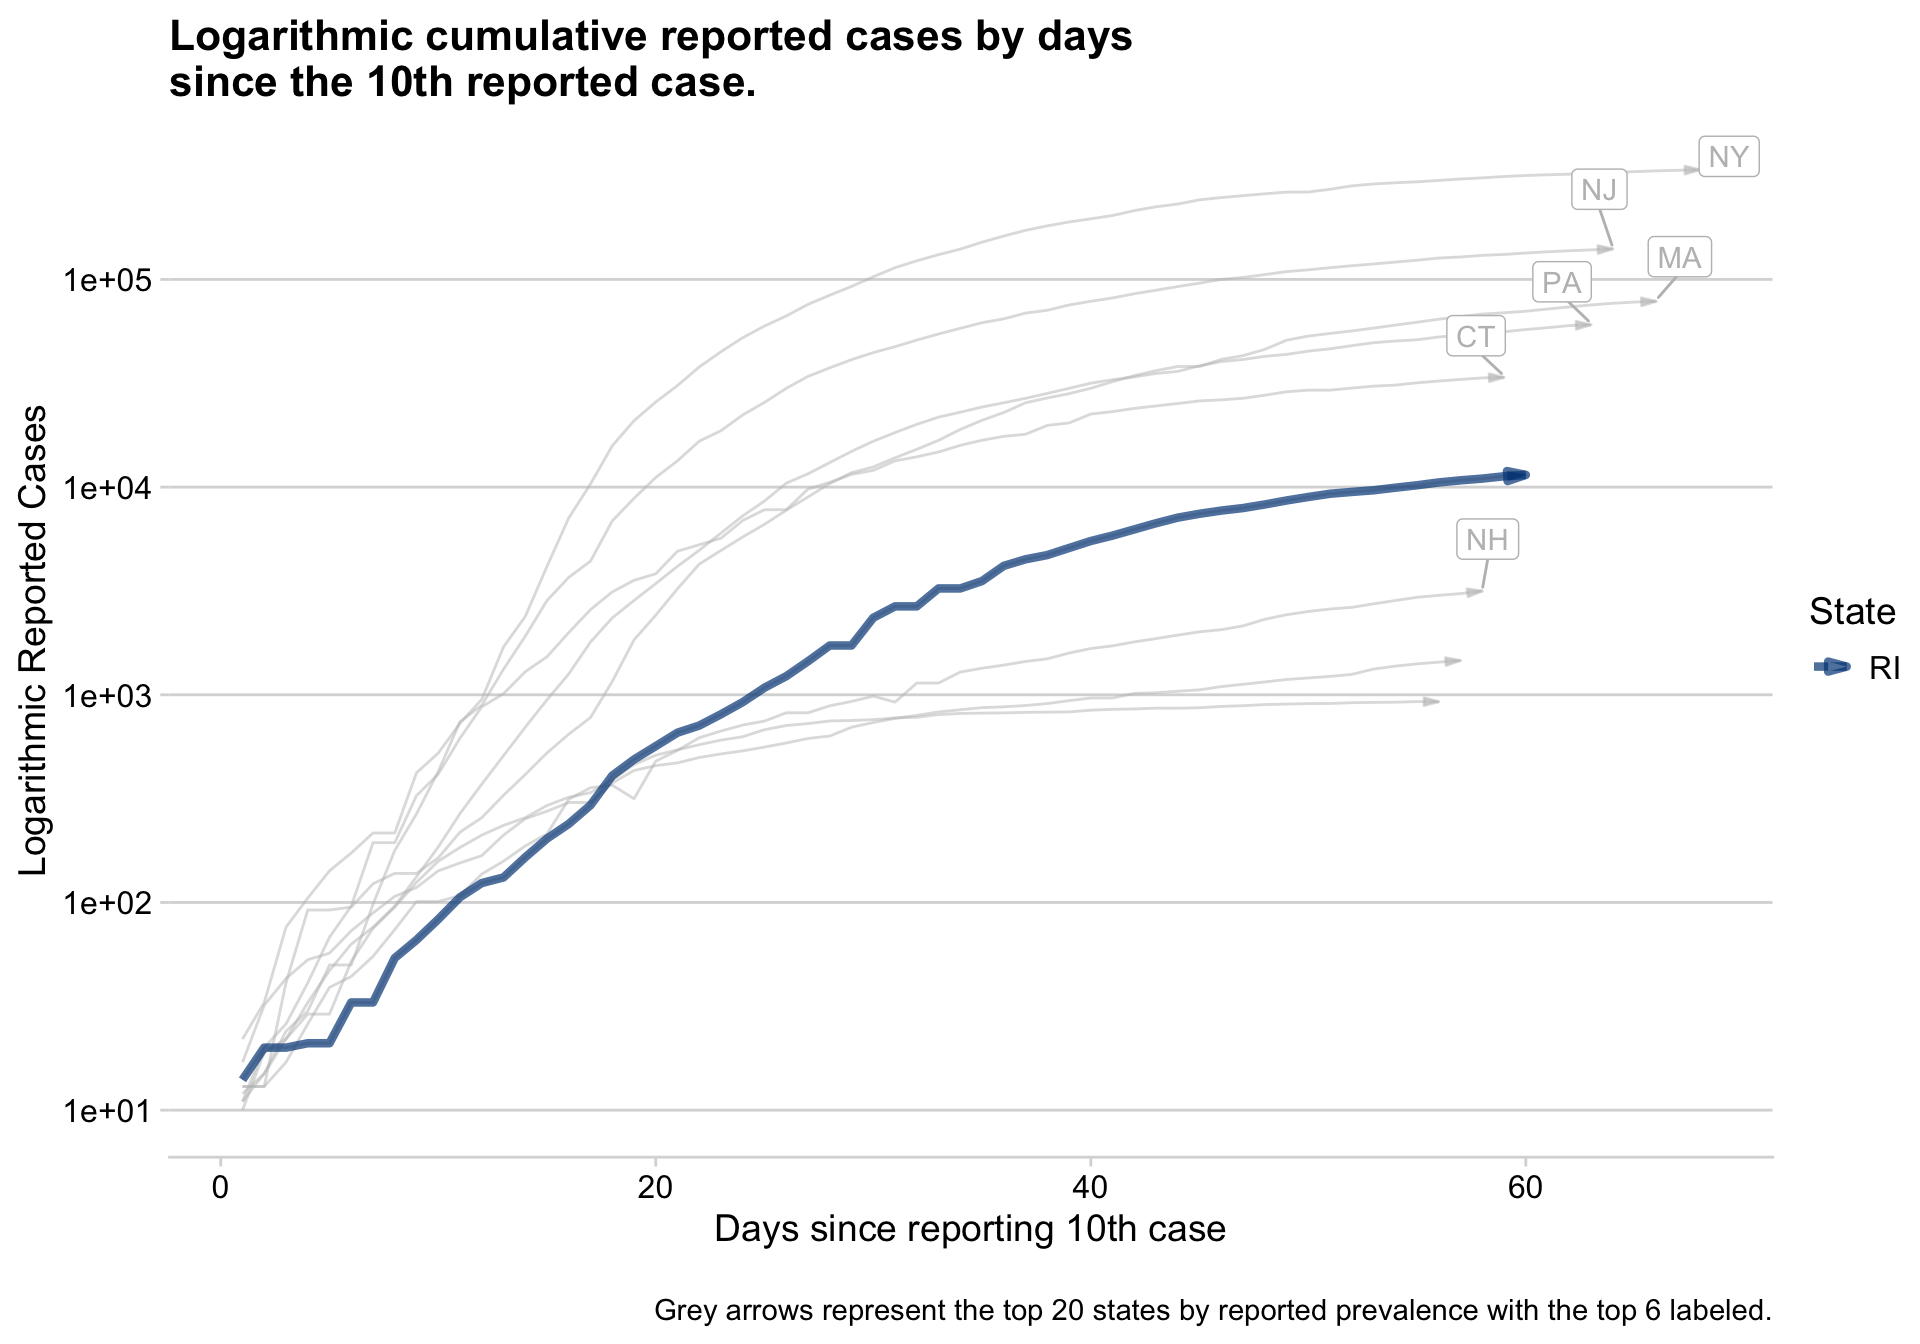 Logarithmic cumulative reported cases by days
since the 10th reported case.
NY
NJ
MA
PA
CT
NH
1e+05
1e+04
1e+03
1e+02
1e+01
Logarithmic Reported Cases
State
RI
0
20
40
60
Days since reporting 10th case
Grey arrows represent the top 20 states by reported prevalence with the top 6 labeled.